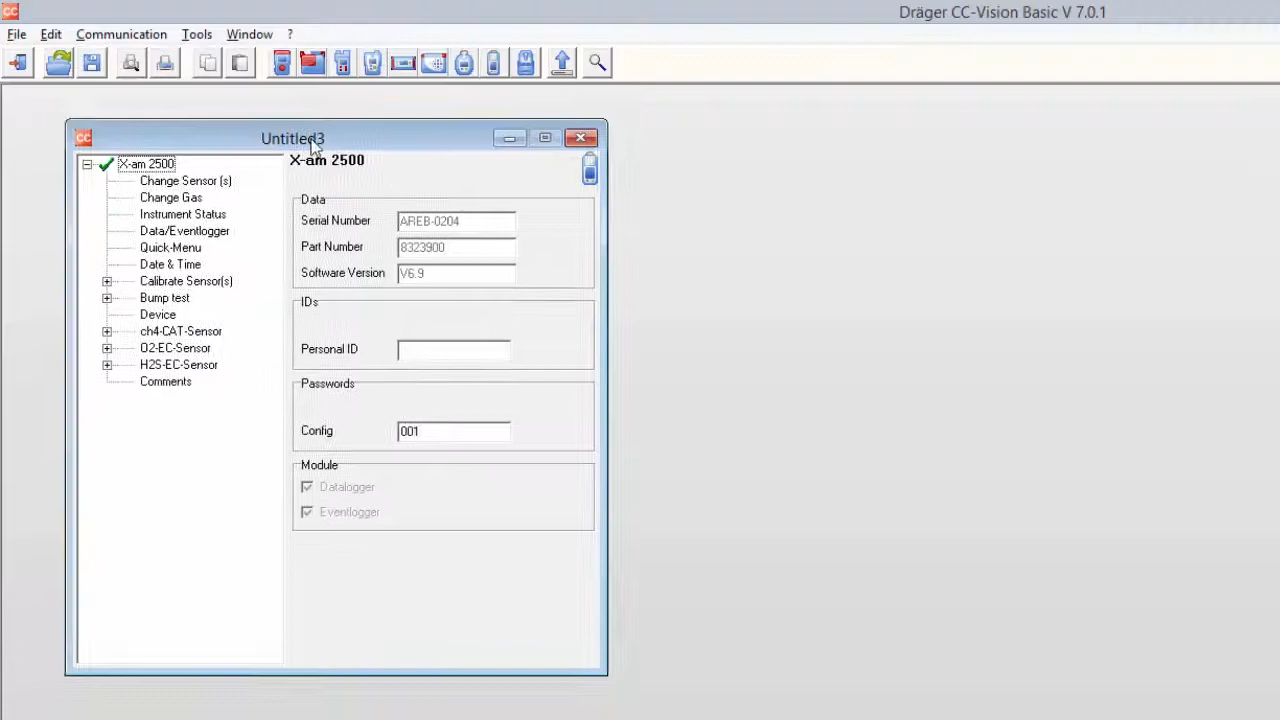 CC Dräger CC-Vision Basic V 7.0.1
File Edit Communication Tools Window ?
CC Untitled3
X-am 2500
Change Sensor (s)
Change Gas
Instrument Status
Data/Eventlogger
Quick-Menu
Date & Time
Calibrate Sensor(s)
Bump test
Device
ch4-CAT-Sensor
O2-EC-Sensor
H2S-EC-Sensor
Comments
X-am 2500
Data
Serial Number AREB-0204
Part Number 8323900
Software Version V6.9
IDs
Personal ID
Passwords
Config 001
Module
Datalogger
Eventlogger